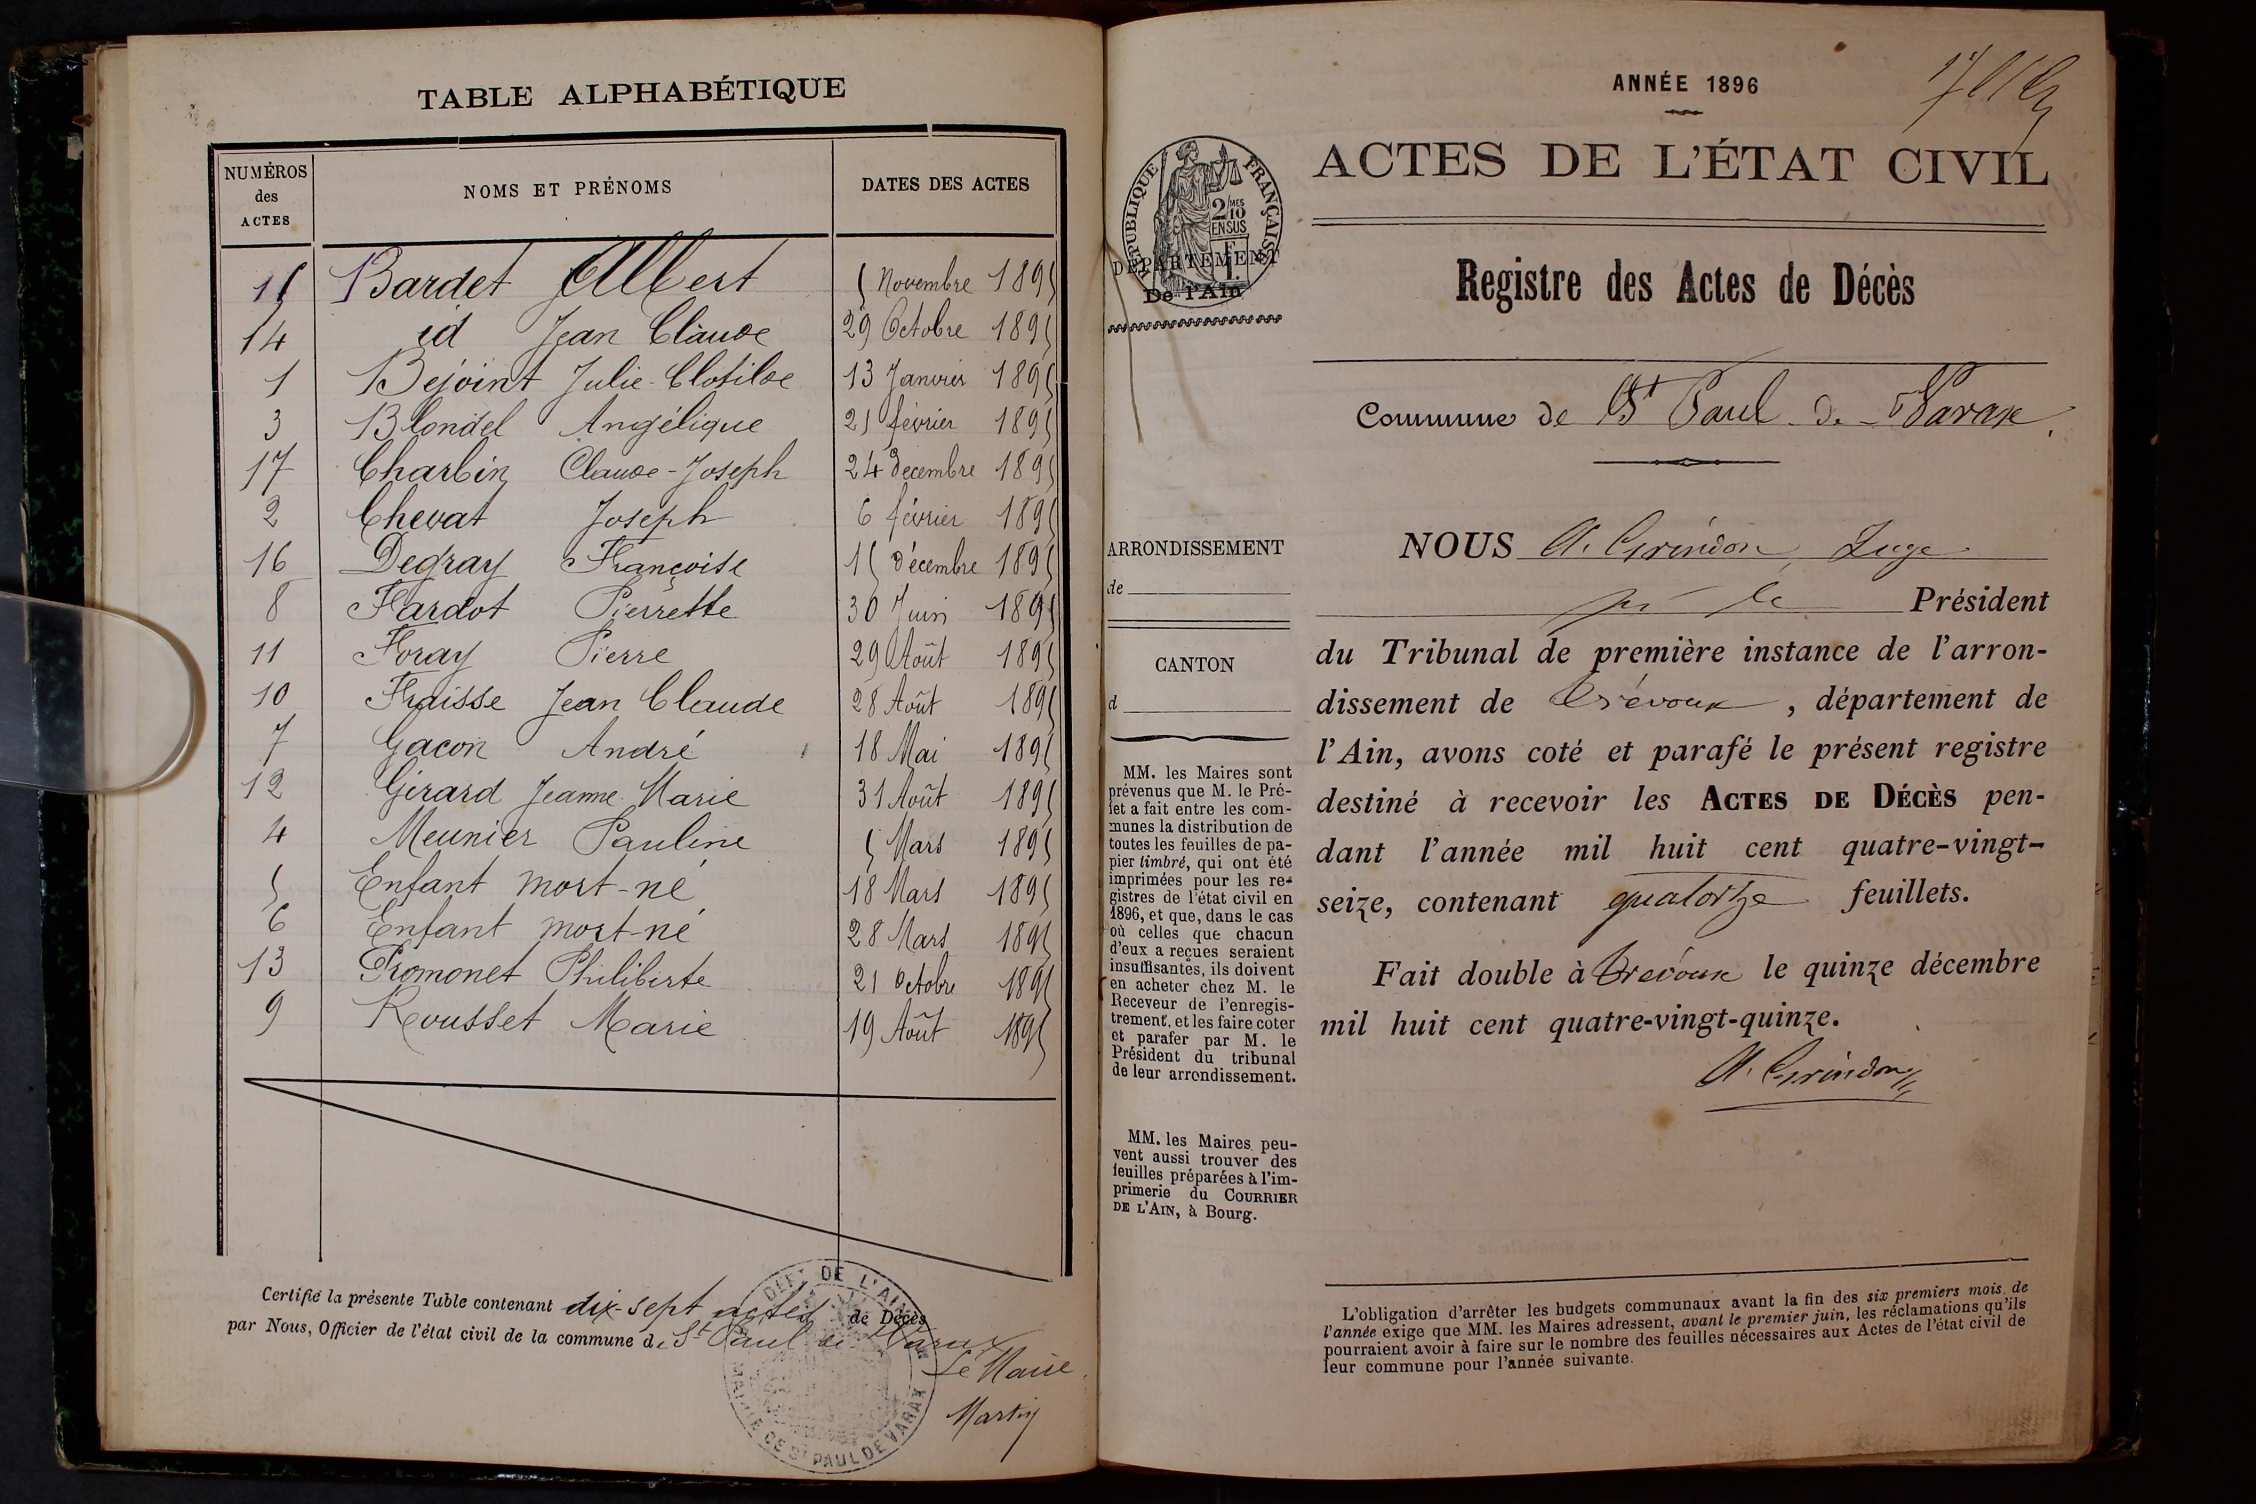 TABLE ALPHABÉTIQUE
NUMÉROS des ACTES NOMS ET PRÉNOMS DATES DES ACTES
15 Bardet Albert 5 Novembre 1895
14 id Jean Claude 29 Octobre 1895
1 Bejoint Julie-Clotilde 13 Janvier 1895
3 Blondel Angélique 21 février 1895
17 Charbin Claude-Joseph 24 décembre 1895
2 Chevat Joseph 6 février 1895
16 Degray Françoise 15 décembre 1895
8 Fardot Pierrette 30 Juin 1895
11 Foray Pierre 29 Août 1895
10 Fraisse Jean Claude 28 Août 1895
7 Gacon André 18 Mai 1895
12 Girard Jeanne Marie 31 Août 1895
4 Meunier Pauline 5 Mars 1895
5 Enfant mort-né 18 Mars 1895
6 Enfant mort-né 28 Mars 1895
13 Promonet Philiberte 21 octobre 1895
9 Rousset Marie 19 Août 1895
Certifié la présente Table contenant dix-sept actes de Décès
par Nous, Officier de l'état civil de la commune de St Paul de Varax
Le Maire
Martin
DÉPT DE L'AIN
MAIRIE DE ST PAUL DE VARAX
ANNÉE 1896
ACTES DE L'ÉTAT CIVIL
RÉPUBLIQUE FRANÇAISE
2 MES 10
EN SUS
DÉPARTEMENT
De l'Ain
Registre des Actes de Décès
Commune de St Paul de Varax.
ARRONDISSEMENT
de
CANTON
d
MM. les Maires sont
prévenus que M. le Pré-
fet a fait entre les com-
munes la distribution de
toutes les feuilles de pa-
pier timbré, qui ont été
imprimées pour les re-
gistres de l'état civil en
1896, et que, dans le cas
où celles que chacun
d'eux a reçues seraient
insuffisantes, ils doivent
en acheter chez M. le
Receveur de l'enregis-
trement, et les faire coter
et parafer par M. le
Président du tribunal
de leur arrondissement.
MM. les Maires peu-
vent aussi trouver des
feuilles préparées à l'im-
primerie du COURRIER
DE L'AIN, à Bourg.
NOUS A. Grindon, Juge
pr le Président
du Tribunal de première instance de l'arron-
dissement de Trévoux, département de
l'Ain, avons coté et parafé le présent registre
destiné à recevoir les ACTES DE DÉCÈS pen-
dant l'année mil huit cent quatre-vingt-
seize, contenant quatorze feuillets.
Fait double à Trévoux le quinze décembre
mil huit cent quatre-vingt-quinze.
A. Grindon
L'obligation d'arrêter les budgets communaux avant la fin des six premiers mois de
l'année exige que MM. les Maires adressent, avant le premier juin, les réclamations qu'ils
pourraient avoir à faire sur le nombre des feuilles nécessaires aux Actes de l'état civil de
leur commune pour l'année suivante.